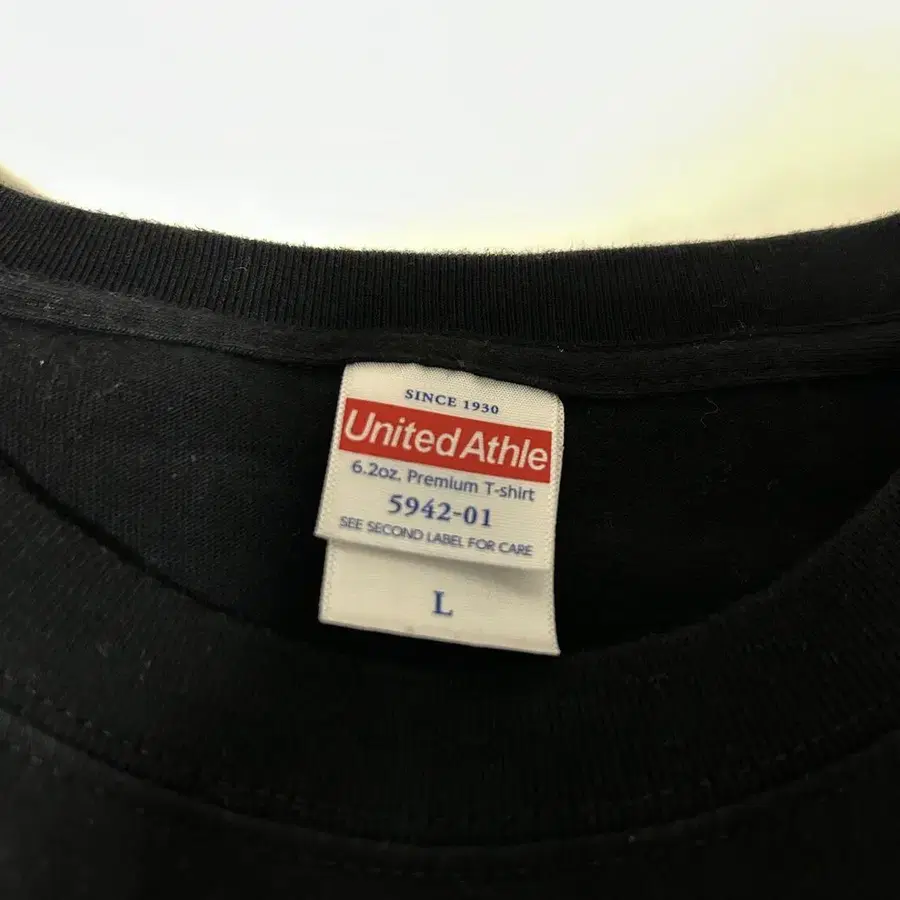 SINCE 1930
United Athle
6.2oz. Premium T-shirt
5942-01
SEE SECOND LABEL FOR CARE
L